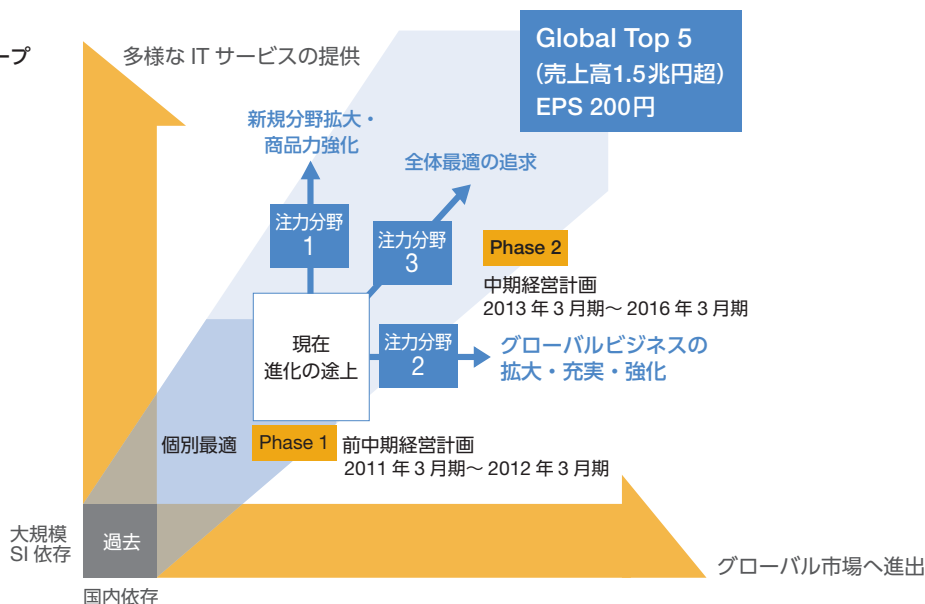 ープ
多様な IT サービスの提供
Global Top 5
(売上高1.5兆円超)
EPS 200円
新規分野拡大・
商品力強化
全体最適の追求
注力分野
1
注力分野
3
Phase 2
中期経営計画
2013 年 3 月期～ 2016 年 3 月期
現在
進化の途上
注力分野
2
グローバルビジネスの
拡大・充実・強化
個別最適
Phase 1
前中期経営計画
2011 年 3 月期～ 2012 年 3 月期
大規模
SI 依存
過去
グローバル市場へ進出
国内依存